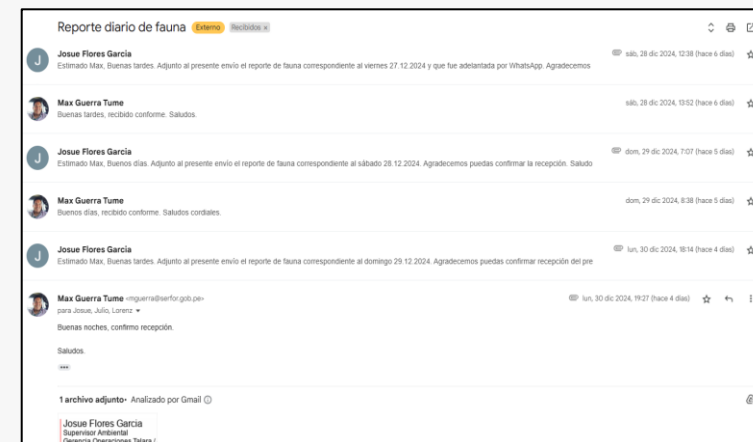 Reporte diario de fauna Externo Recibidos ×
Josue Flores Garcia sáb, 28 dic 2024, 12:38 (hace 6 días)
J
Estimado Max, Buenas tardes. Adjunto al presente envío el reporte de fauna correspondiente al viernes 27.12.2024 y que fue adelantada por WhatsApp. Agradecemos
Max Guerra Tume sáb, 28 dic 2024, 13:52 (hace 6 días)
Buenas tardes, recibido conforme. Saludos.
Josue Flores Garcia dom, 29 dic 2024, 7:07 (hace 5 días)
J
Estimado Max, Buenos días. Adjunto al presente envío el reporte de fauna correspondiente al sábado 28.12.2024. Agradecemos puedas confirmar la recepción. Saludo
Max Guerra Tume dom, 29 dic 2024, 8:38 (hace 5 días)
Buenos días, recibido conforme. Saludos cordiales.
Josue Flores Garcia lun, 30 dic 2024, 18:14 (hace 4 días)
J
Estimado Max, Buenas tardes. Adjunto al presente envío el reporte de fauna correspondiente al domingo 29.12.2024. Agradecemos puedas confirmar recepción del pre
Max Guerra Tume <mguerra@serfor.gob.pe> lun, 30 dic 2024, 19:27 (hace 4 días)
para Josue, Julio, Lorenz
Buenas noches, confirmo recepción.
Saludos.
1 archivo adjunto • Analizado por Gmail
Josue Flores Garcia
Supervisor Ambiental
Gerencia Operaciones Talara /